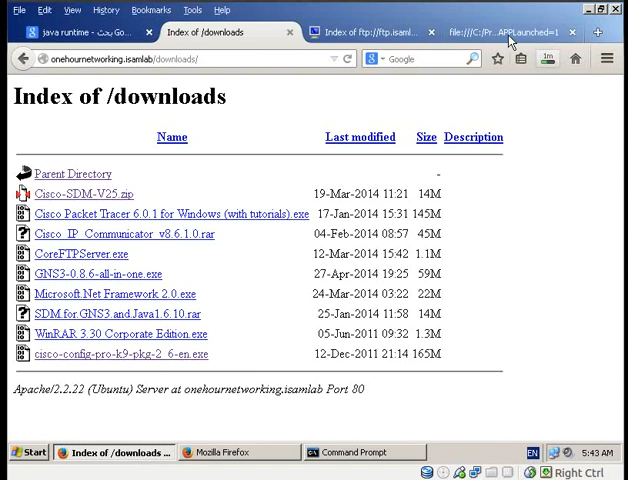 File Edit View History Bookmarks Tools Help
java runtime - بحث Goo... Index of /downloads Index of ftp://ftp.isaml... file:///C:/Pr...APPLaunched=1
onehournetworking.isamlab/downloads/ Google 1m
Index of /downloads
Name Last modified Size Description
Parent Directory -
Cisco-SDM-V25.zip 19-Mar-2014 11:21 14M
Cisco Packet Tracer 6.0.1 for Windows (with tutorials).exe 17-Jan-2014 15:31 145M
Cisco_IP_Communicator_v8.6.1.0.rar 04-Feb-2014 08:57 45M
CoreFTPServer.exe 12-Mar-2014 15:42 1.1M
GNS3-0.8.6-all-in-one.exe 27-Apr-2014 19:25 59M
Microsoft.Net Framework 2.0.exe 24-Mar-2014 03:22 22M
SDM.for.GNS3.and.Java1.6.10.rar 25-Jan-2014 11:58 14M
WinRAR 3.30 Corporate Edition.exe 05-Jun-2011 09:32 1.3M
cisco-config-pro-k9-pkg-2_6-en.exe 12-Dec-2011 21:14 165M
Apache/2.2.22 (Ubuntu) Server at onehournetworking.isamlab Port 80
Start Index of /downloads ... Mozilla Firefox Command Prompt EN 5:43 AM
Right Ctrl